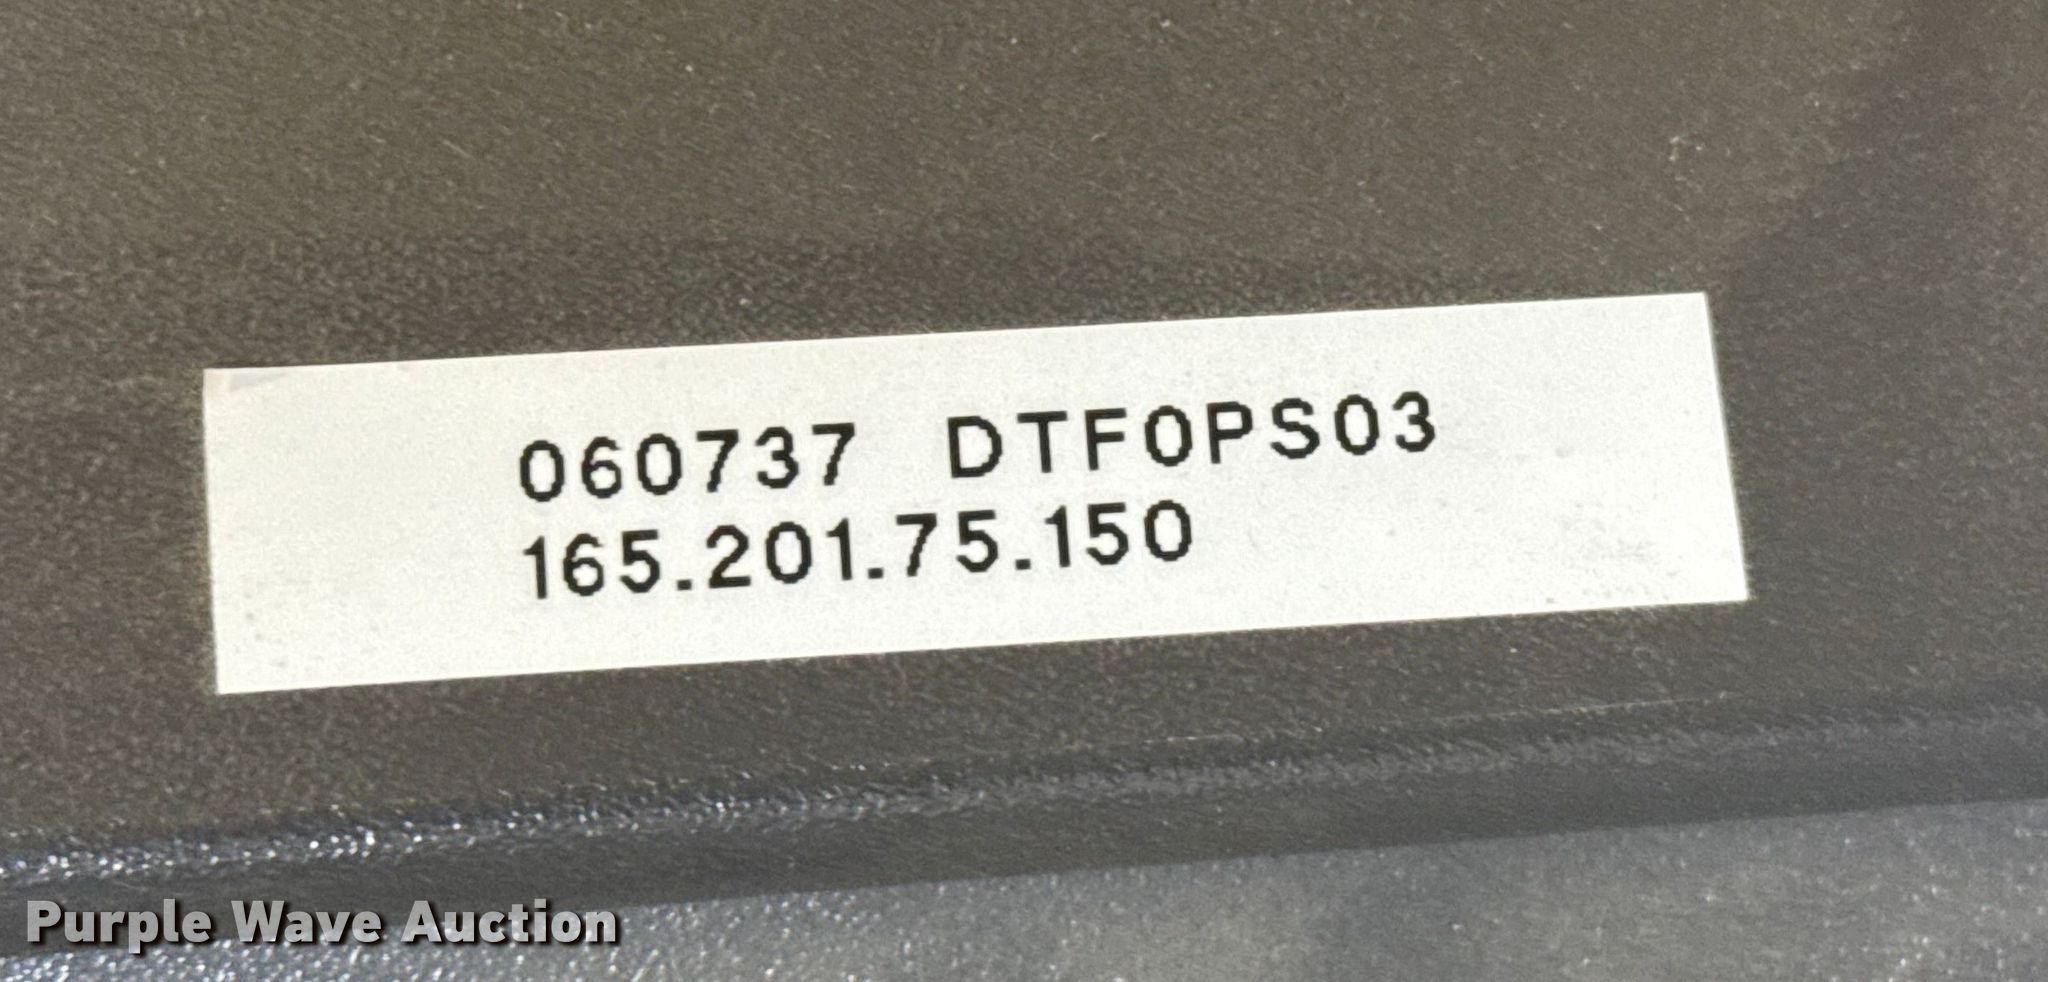 060737 DTF0PS03
165.201.75.150
Purple Wave Auction